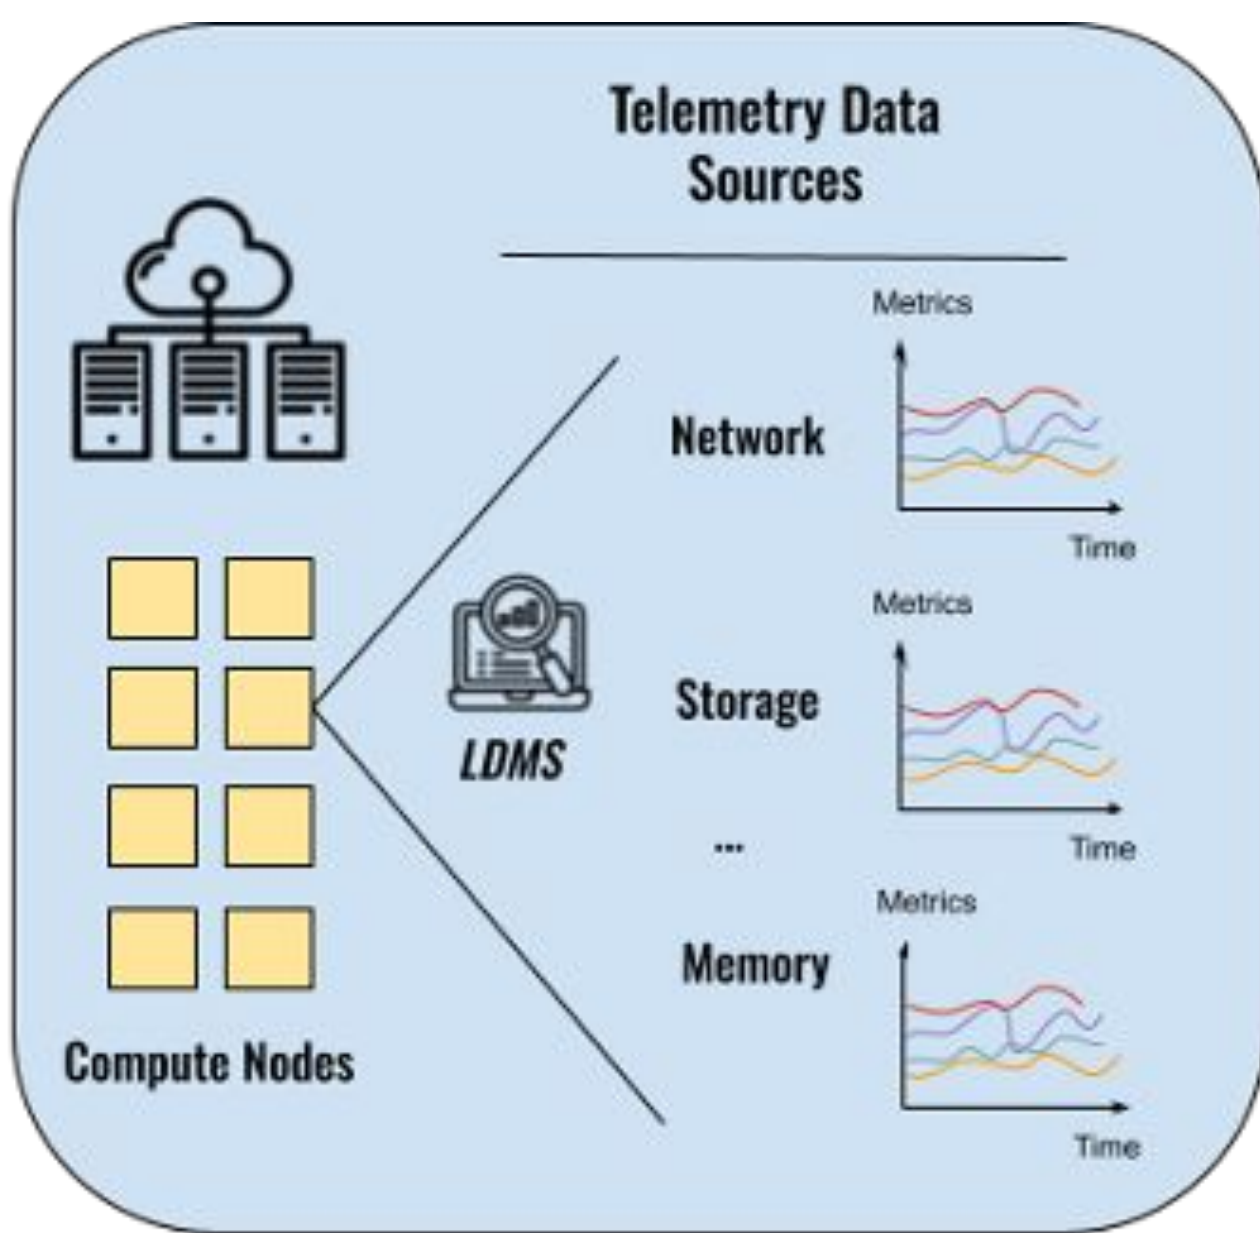 Telemetry Data
Sources
Metrics
Network
Time
LDMS
Metrics
Storage
Time
...
Metrics
Memory
Time
Compute Nodes